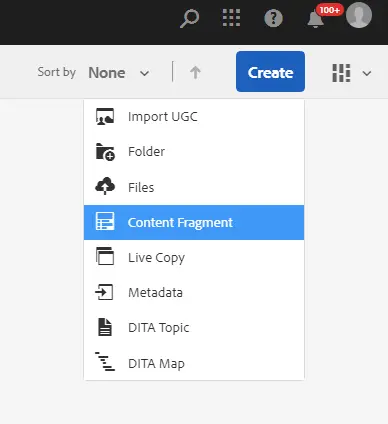 100+
Sort by None Create
Import UGC
Folder
Files
Content Fragment
Live Copy
Metadata
DITA Topic
DITA Map